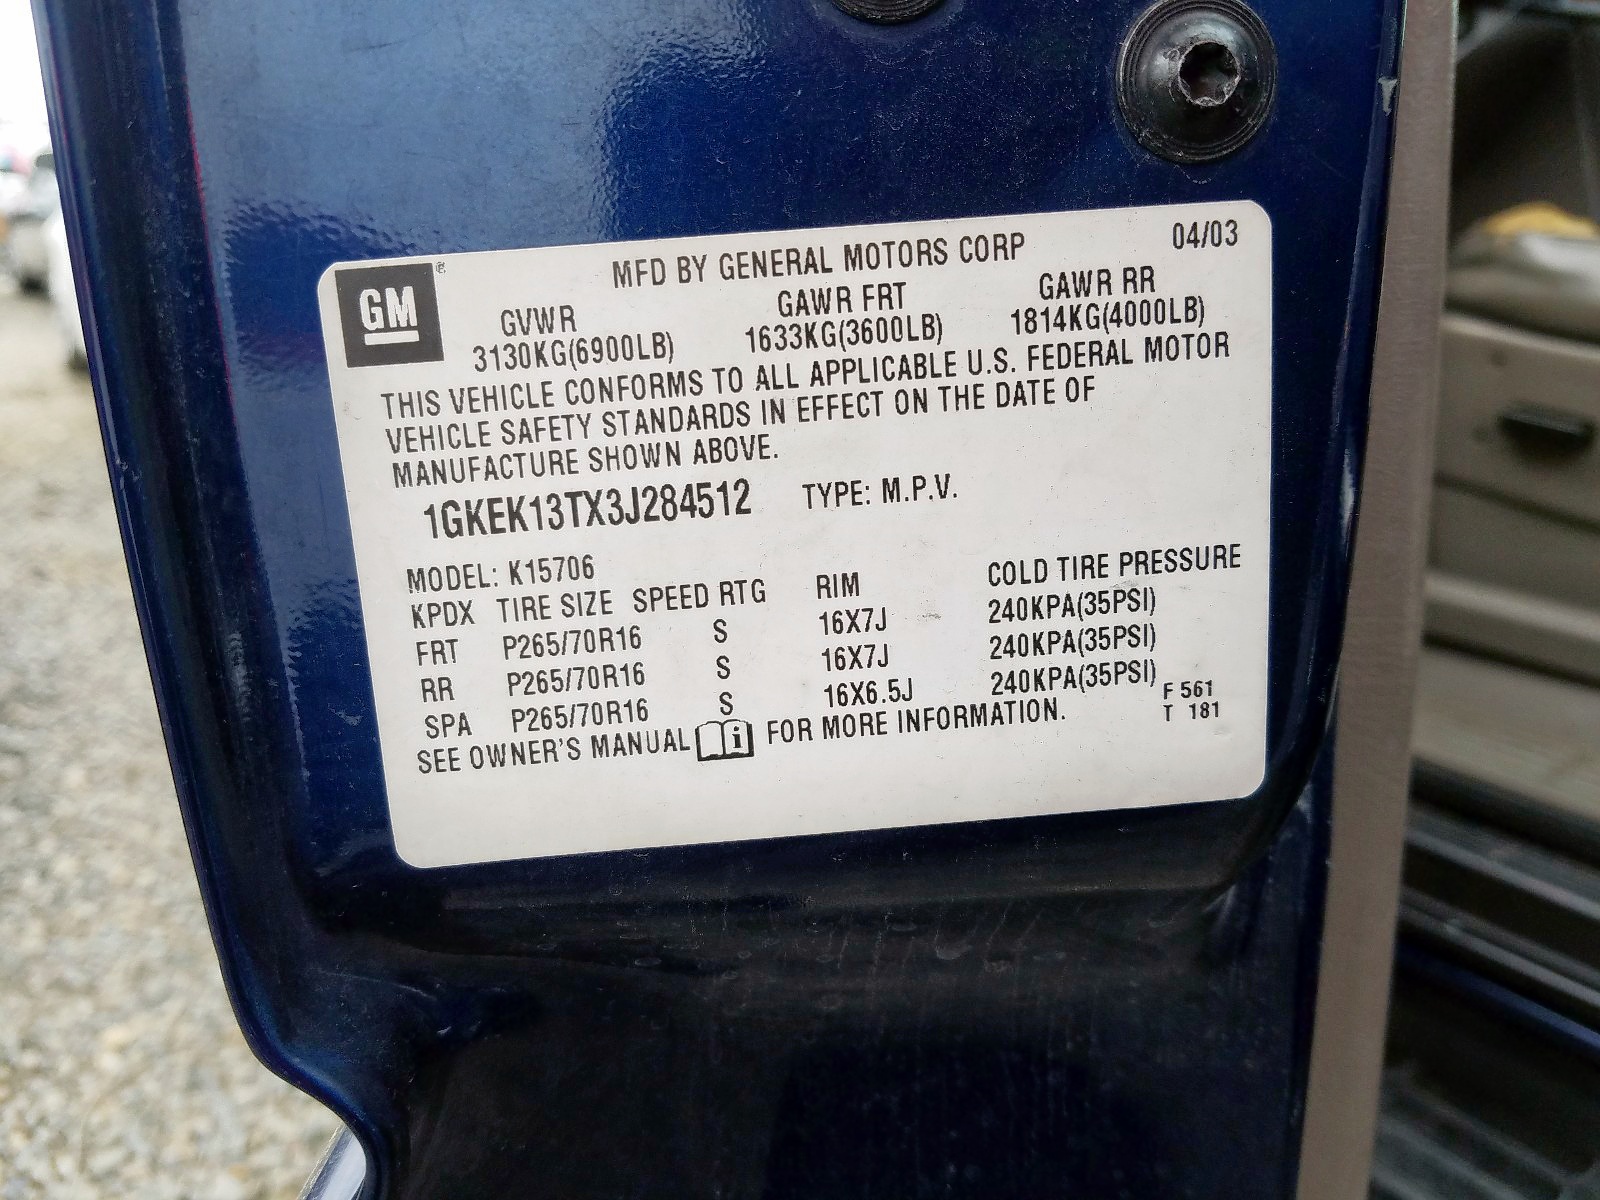 MFD BY GENERAL MOTORS CORP 04/03
GM ®
GVWR GAWR FRT GAWR RR
3130KG(6900LB) 1633KG(3600LB) 1814KG(4000LB)
THIS VEHICLE CONFORMS TO ALL APPLICABLE U.S. FEDERAL MOTOR
VEHICLE SAFETY STANDARDS IN EFFECT ON THE DATE OF
MANUFACTURE SHOWN ABOVE.
1GKEK13TX3J284512 TYPE: M.P.V.
MODEL: K15706
KPDX TIRE SIZE SPEED RTG RIM COLD TIRE PRESSURE
FRT P265/70R16 S 16X7J 240KPA(35PSI)
RR P265/70R16 S 16X7J 240KPA(35PSI)
SPA P265/70R16 S 16X6.5J 240KPA(35PSI)
SEE OWNER'S MANUAL i FOR MORE INFORMATION.
F 561
T 181